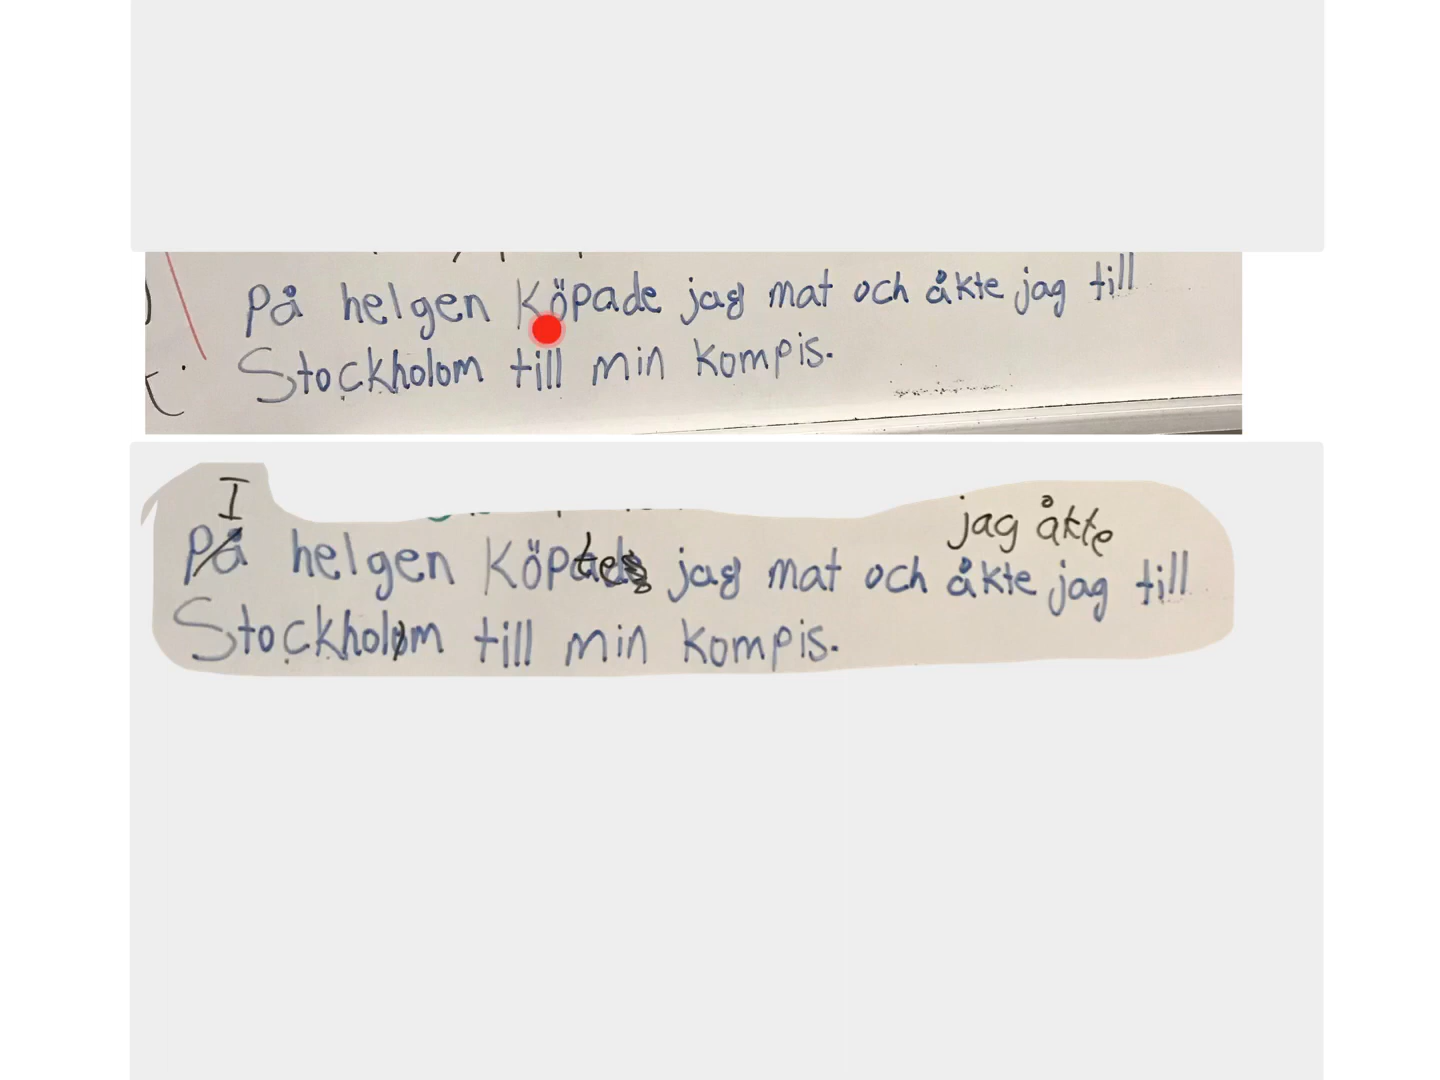 På helgen Köpade jag mat och åkte jag till
Stockholom till min kompis.
I
jag åkte
På helgen Köptes jag mat och åkte jag till
Stockholm till min kompis.